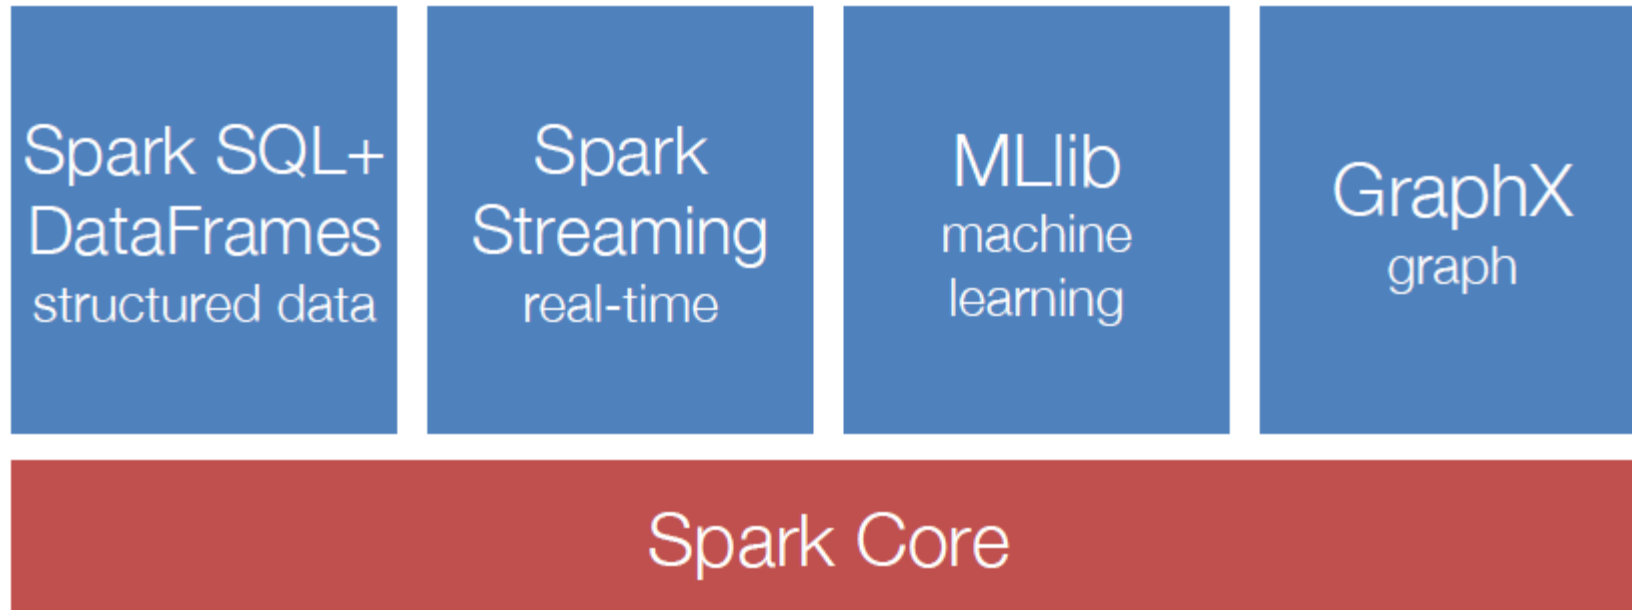 Spark SQL+
DataFrames
structured data
Spark
Streaming
real-time
MLlib
machine
learning
GraphX
graph
Spark Core